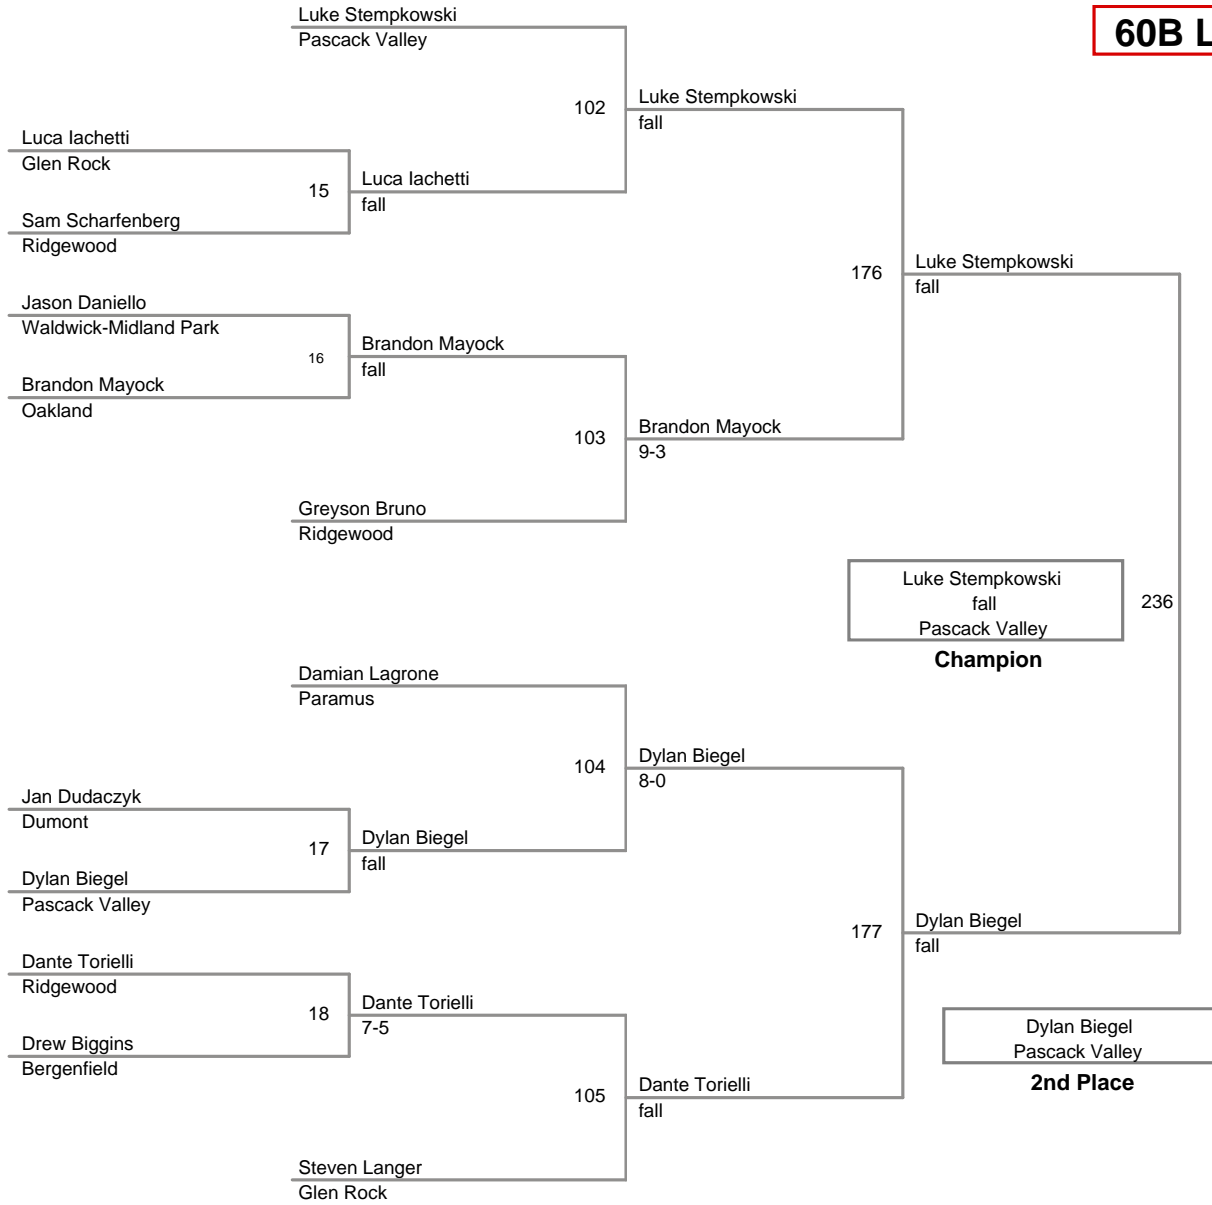 Luke Stempkowski
Pascack Valley
60B L
102
Luke Stempkowski
fall
Luca Iachetti
Glen Rock
15
Luca Iachetti
fall
Sam Scharfenberg
Ridgewood
176
Luke Stempkowski
fall
Jason Daniello
Waldwick-Midland Park
16
Brandon Mayock
fall
Brandon Mayock
Oakland
103
Brandon Mayock
9-3
Greyson Bruno
Ridgewood
Luke Stempkowski
fall
Pascack Valley
236
Champion
Damian Lagrone
Paramus
104
Dylan Biegel
8-0
Jan Dudaczyk
Dumont
17
Dylan Biegel
fall
Dylan Biegel
Pascack Valley
177
Dylan Biegel
fall
Dante Torielli
Ridgewood
18
Dante Torielli
7-5
Drew Biggins
Bergenfield
Dylan Biegel
Pascack Valley
2nd Place
105
Dante Torielli
fall
Steven Langer
Glen Rock